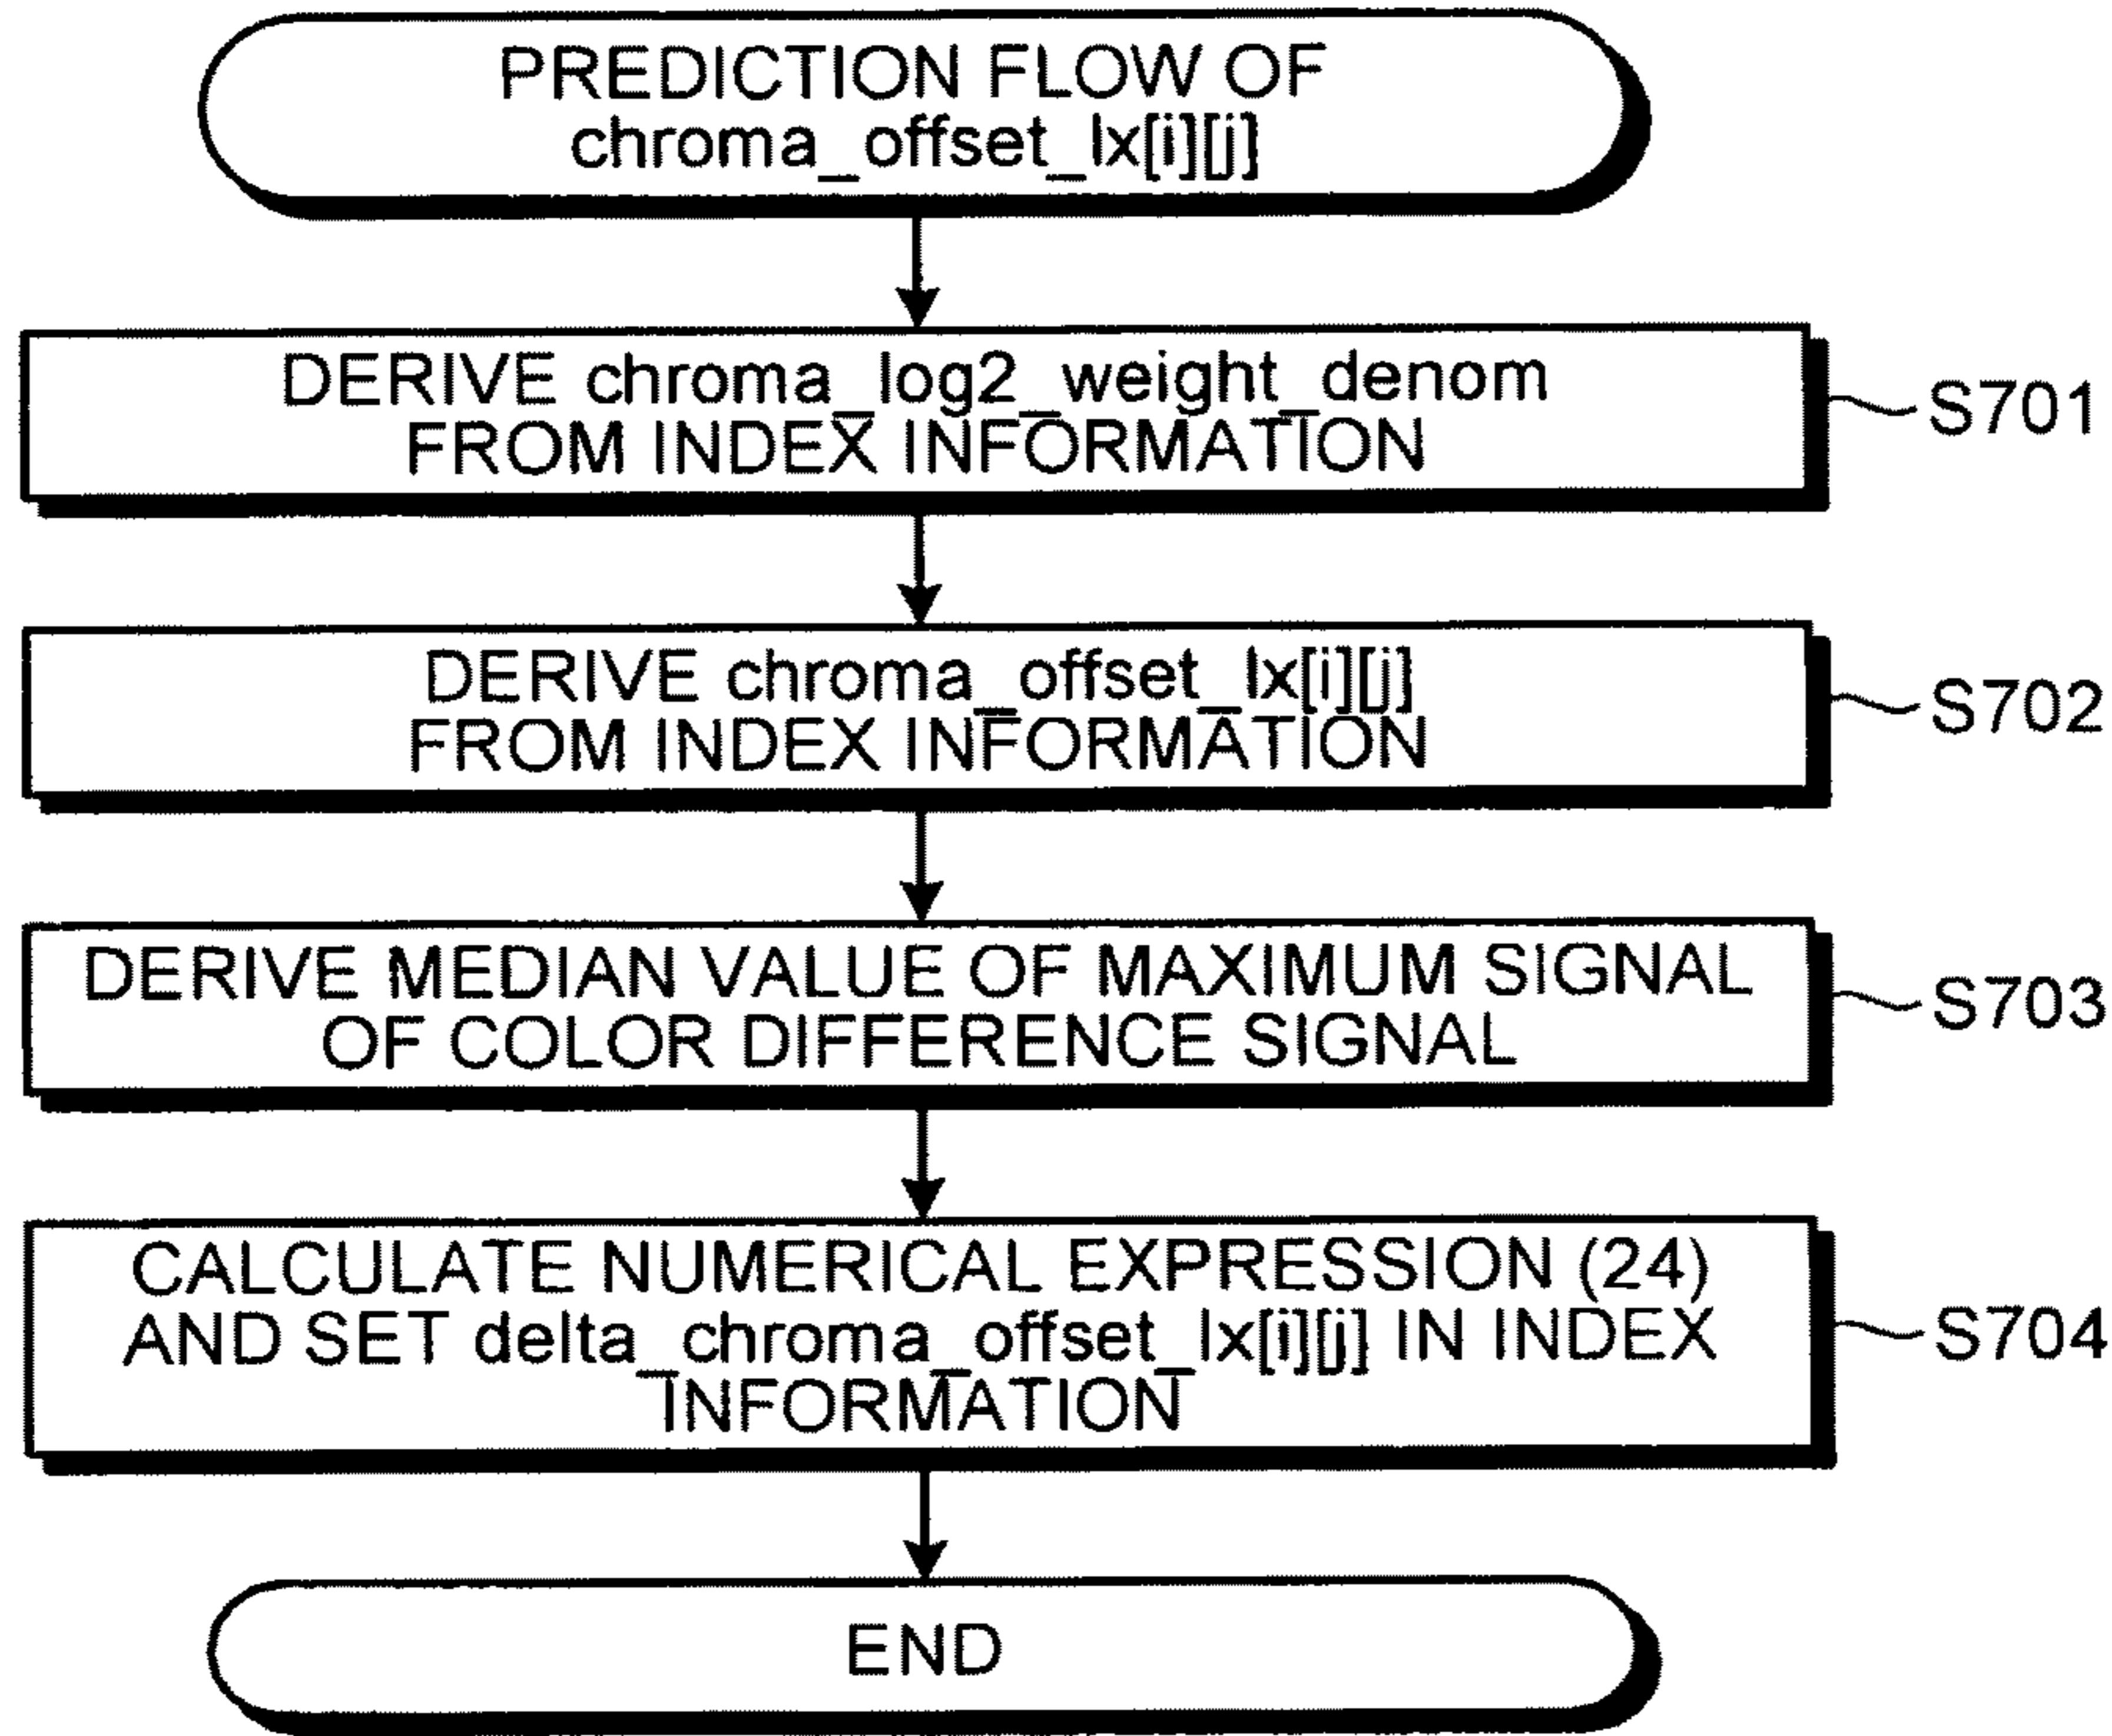 PREDICTION FLOW OF
chroma_offset_lx[i][j]
DERIVE chroma_log2_weight_denom
FROM INDEX INFORMATION
S701
DERIVE chroma_offset_lx[i][j]
FROM INDEX INFORMATION
S702
DERIVE MEDIAN VALUE OF MAXIMUM SIGNAL
OF COLOR DIFFERENCE SIGNAL
S703
CALCULATE NUMERICAL EXPRESSION (24)
AND SET delta_chroma_offset_lx[i][j] IN INDEX
INFORMATION
S704
END